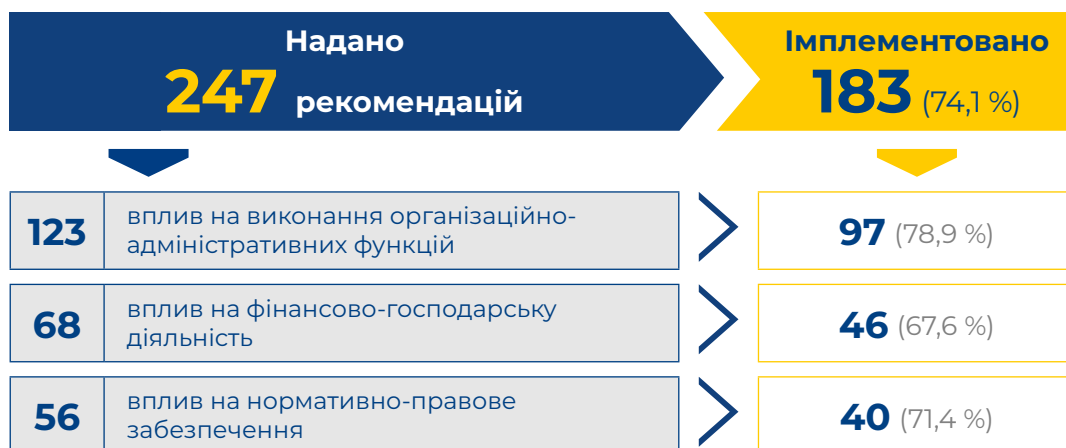 Надано
247 рекомендацій
Імплементовано
183 (74,1 %)
123
вплив на виконання організаційно-
адміністративних функцій
97 (78,9 %)
68
вплив на фінансово-господарську
діяльність
46 (67,6 %)
56
вплив на нормативно-правове
забезпечення
40 (71,4 %)